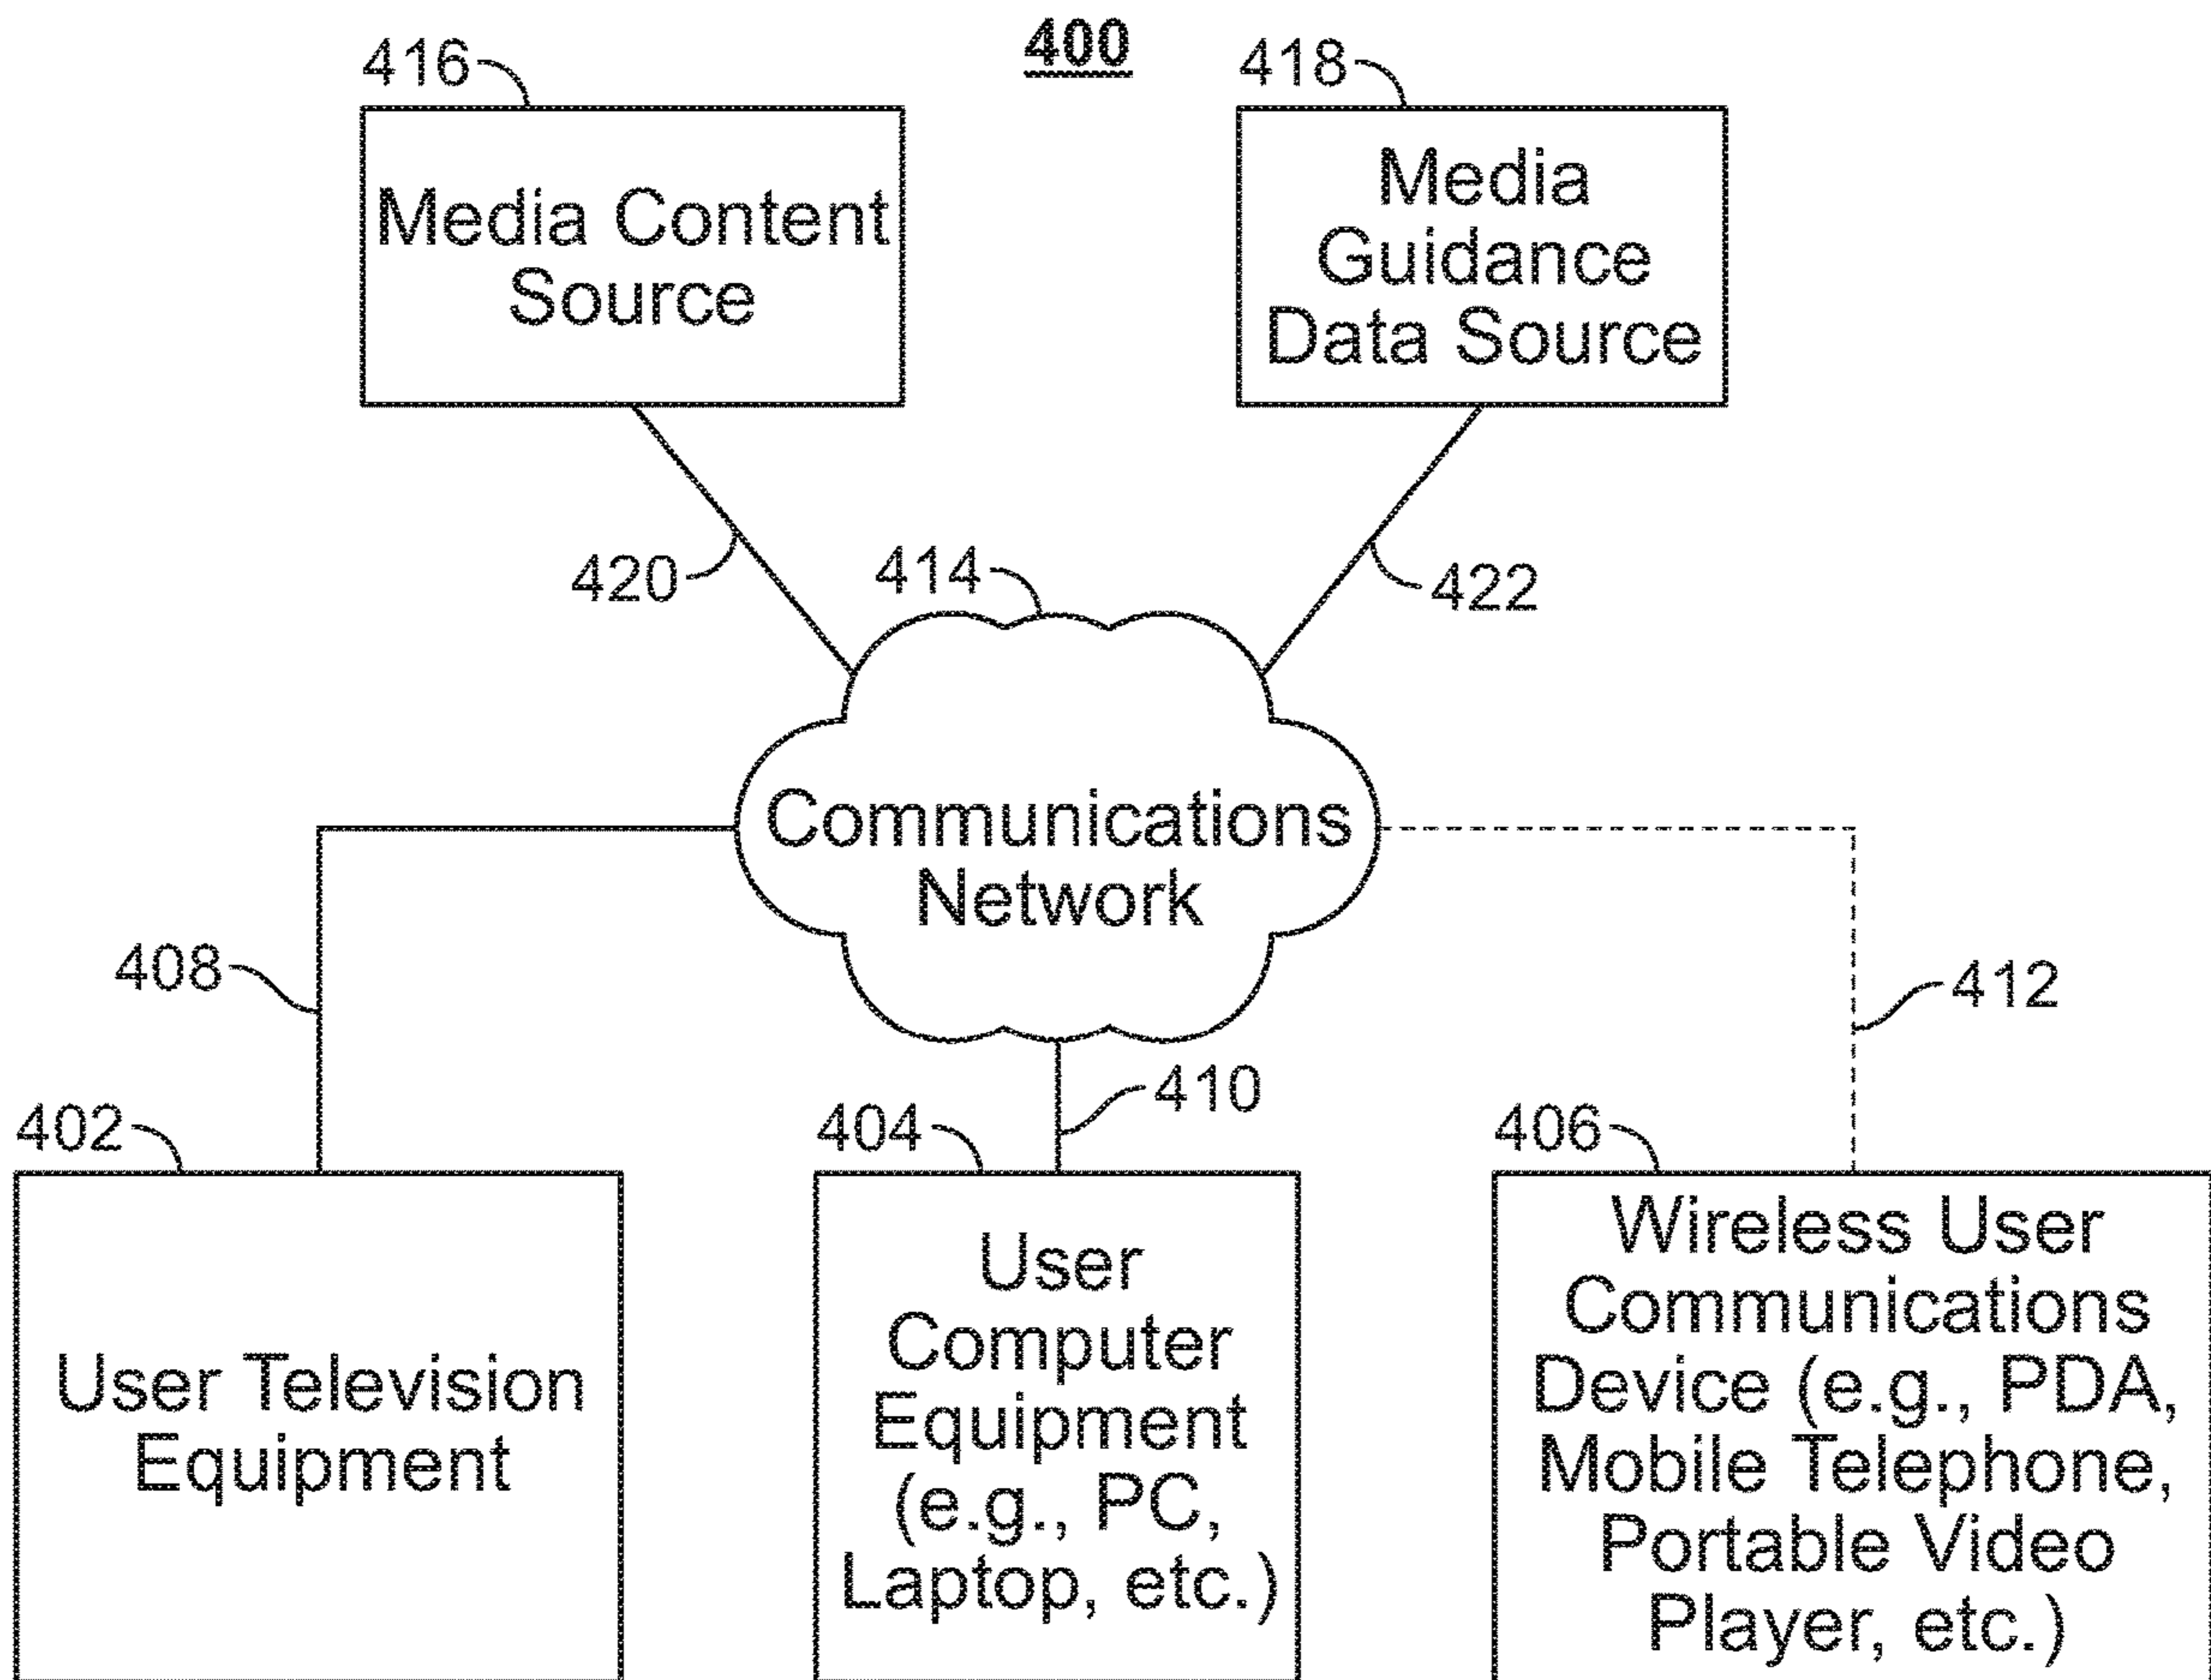 400
416
418
Media Content
Source
Media
Guidance
Data Source
420
414
422
Communications
Network
408
412
410
402
404
406
User Television
Equipment
User
Computer
Equipment
(e.g., PC,
Laptop, etc.)
Wireless User
Communications
Device (e.g., PDA,
Mobile Telephone,
Portable Video
Player, etc.)